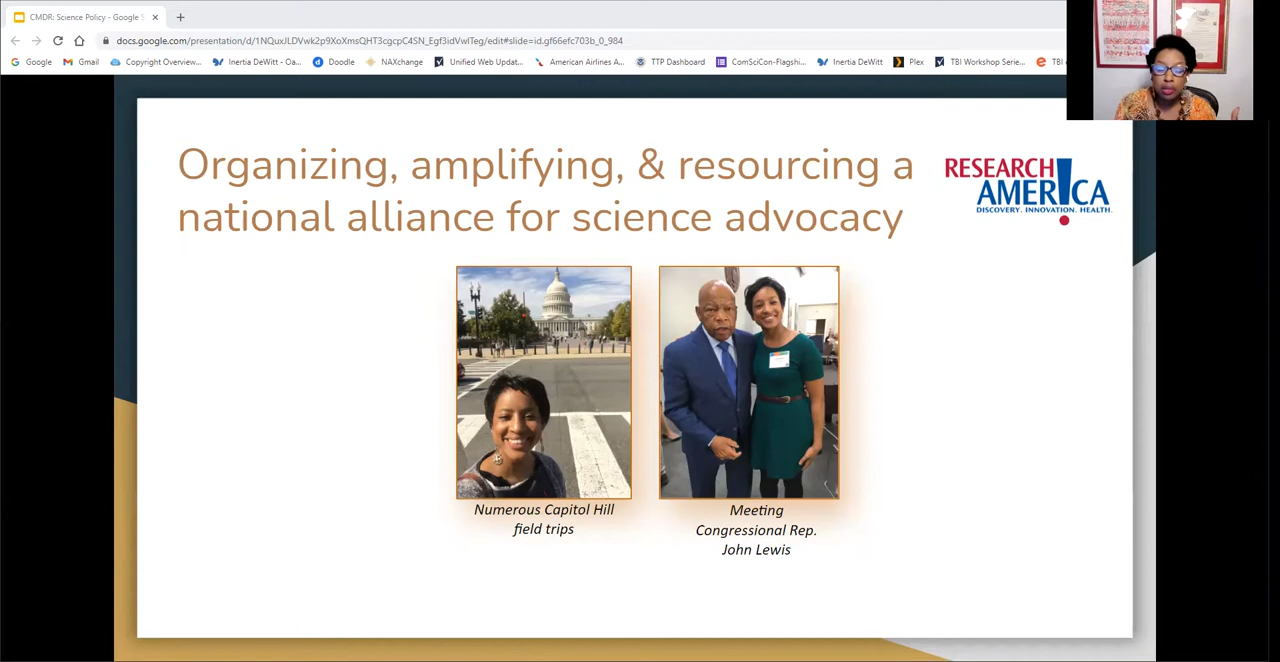 CMDR: Science Policy - Google S
docs.google.com/presentation/d/1NQuxJLDVwk2p9XoXmsQHT3cgcpCdSN_Egf3idVwITeg/edit#slide=id.gf66efc703b_0_984
Google Gmail Copyright Overview... Inertia DeWitt - Oa... Doodle NAXchange Unified Web Updat... American Airlines A... TTP Dashboard ComSciCon-Flagshi... Inertia DeWitt Plex TBI Workshop Serie... TBI
Organizing, amplifying, & resourcing a
national alliance for science advocacy
RESEARCH
AMERICA
DISCOVERY. INNOVATION. HEALTH.
Numerous Capitol Hill
field trips
Meeting
Congressional Rep.
John Lewis